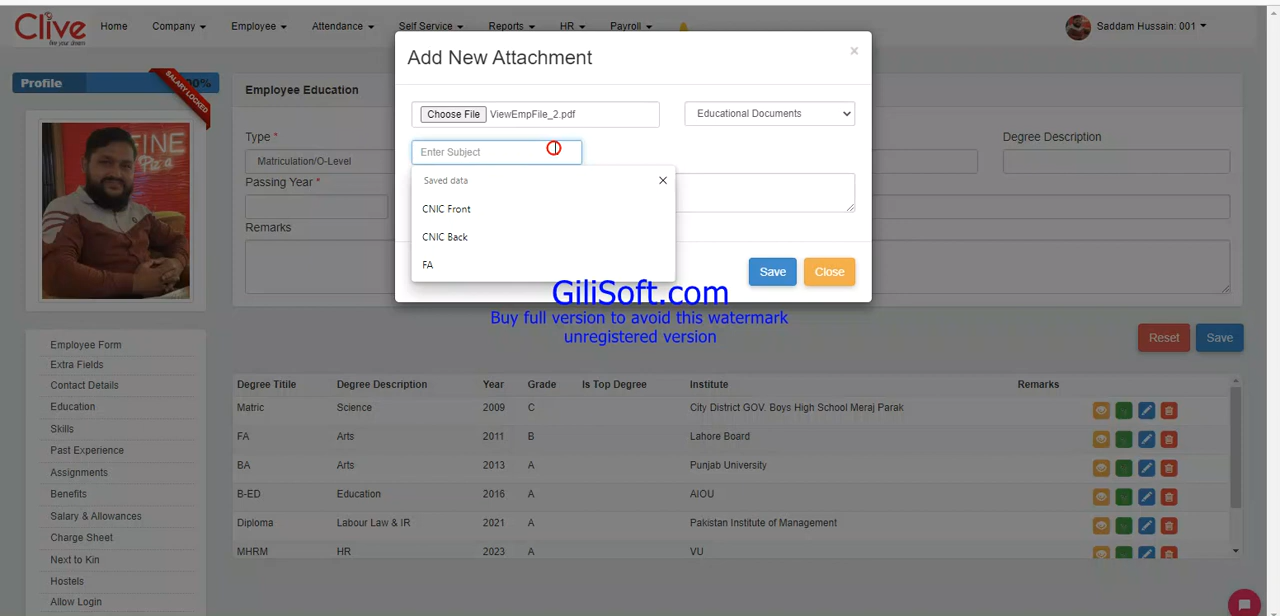 Clive
live your dream
Home
Company
Employee
Attendance
Self Service
Reports
HR
Payroll
Saddam Hussain: 001
Add New Attachment
×
Choose File ViewEmpFile_2.pdf
Educational Documents
Enter Subject
Saved data
CNIC Front
CNIC Back
FA
Save
Close
Profile
00%
SALARY LOCKED
FINE
Employee Education
Type *
Matriculation/O-Level
Degree Description
Passing Year *
Remarks
GiliSoft.com
Buy full version to avoid this watermark
unregistered version
Reset
Save
Employee Form
Extra Fields
Contact Details
Education
Skills
Past Experience
Assignments
Benefits
Salary & Allowances
Charge Sheet
Next to Kin
Hostels
Allow Login
Degree Titile Degree Description Year Grade Is Top Degree Institute Remarks
Matric Science 2009 C City District GOV. Boys High School Meraj Parak
FA Arts 2011 B Lahore Board
BA Arts 2013 A Punjab University
B-ED Education 2016 A AIOU
Diploma Labour Law & IR 2021 A Pakistan Institute of Management
MHRM HR 2023 A VU